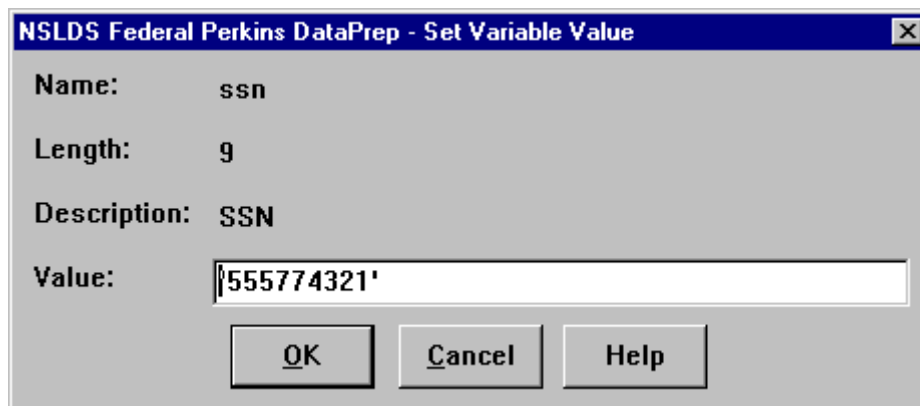 NSLDS Federal Perkins DataPrep - Set Variable Value
Name: ssn
Length: 9
Description: SSN
Value: '555774321'
OK Cancel Help